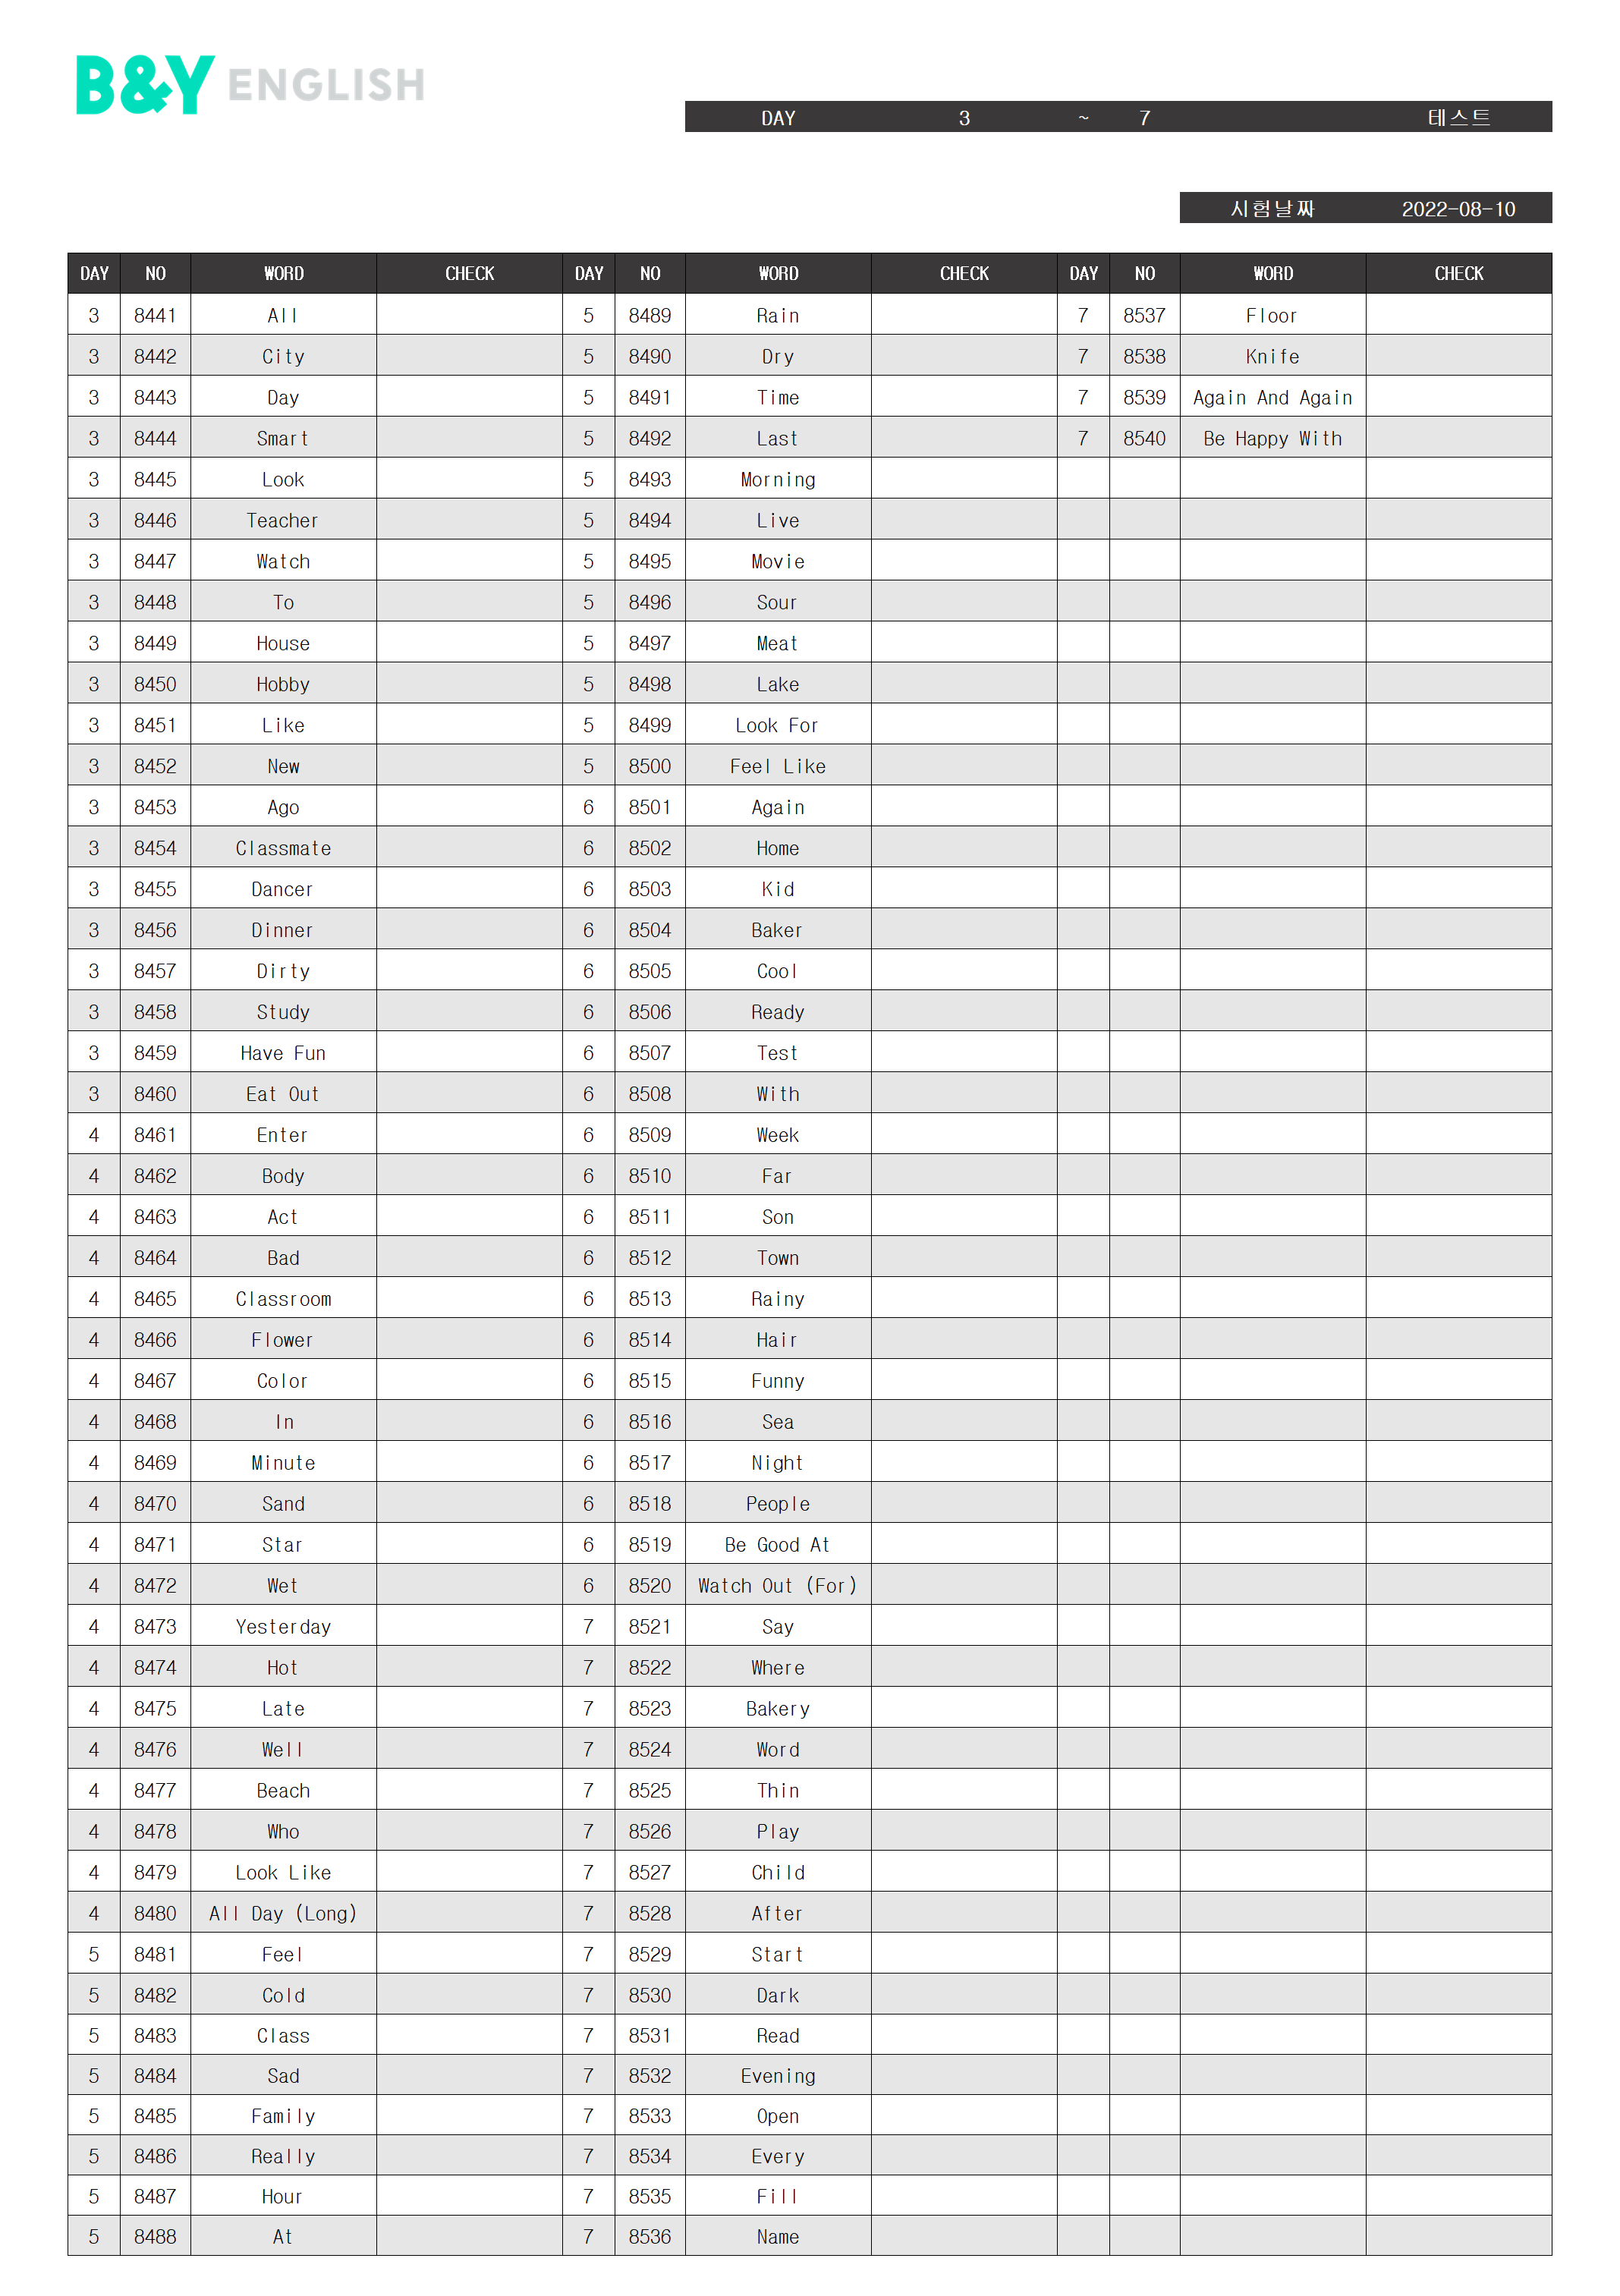 B&Y ENGLISH
DAY 3 ~ 7 테스트
시험날짜 2022-08-10
DAY NO WORD CHECK DAY NO WORD CHECK DAY NO WORD CHECK
3 8441 All 5 8489 Rain 7 8537 Floor
3 8442 City 5 8490 Dry 7 8538 Knife
3 8443 Day 5 8491 Time 7 8539 Again And Again
3 8444 Smart 5 8492 Last 7 8540 Be Happy With
3 8445 Look 5 8493 Morning
3 8446 Teacher 5 8494 Live
3 8447 Watch 5 8495 Movie
3 8448 To 5 8496 Sour
3 8449 House 5 8497 Meat
3 8450 Hobby 5 8498 Lake
3 8451 Like 5 8499 Look For
3 8452 New 5 8500 Feel Like
3 8453 Ago 6 8501 Again
3 8454 Classmate 6 8502 Home
3 8455 Dancer 6 8503 Kid
3 8456 Dinner 6 8504 Baker
3 8457 Dirty 6 8505 Cool
3 8458 Study 6 8506 Ready
3 8459 Have Fun 6 8507 Test
3 8460 Eat Out 6 8508 With
4 8461 Enter 6 8509 Week
4 8462 Body 6 8510 Far
4 8463 Act 6 8511 Son
4 8464 Bad 6 8512 Town
4 8465 Classroom 6 8513 Rainy
4 8466 Flower 6 8514 Hair
4 8467 Color 6 8515 Funny
4 8468 In 6 8516 Sea
4 8469 Minute 6 8517 Night
4 8470 Sand 6 8518 People
4 8471 Star 6 8519 Be Good At
4 8472 Wet 6 8520 Watch Out (For)
4 8473 Yesterday 7 8521 Say
4 8474 Hot 7 8522 Where
4 8475 Late 7 8523 Bakery
4 8476 Well 7 8524 Word
4 8477 Beach 7 8525 Thin
4 8478 Who 7 8526 Play
4 8479 Look Like 7 8527 Child
4 8480 All Day (Long) 7 8528 After
5 8481 Feel 7 8529 Start
5 8482 Cold 7 8530 Dark
5 8483 Class 7 8531 Read
5 8484 Sad 7 8532 Evening
5 8485 Family 7 8533 Open
5 8486 Really 7 8534 Every
5 8487 Hour 7 8535 Fill
5 8488 At 7 8536 Name